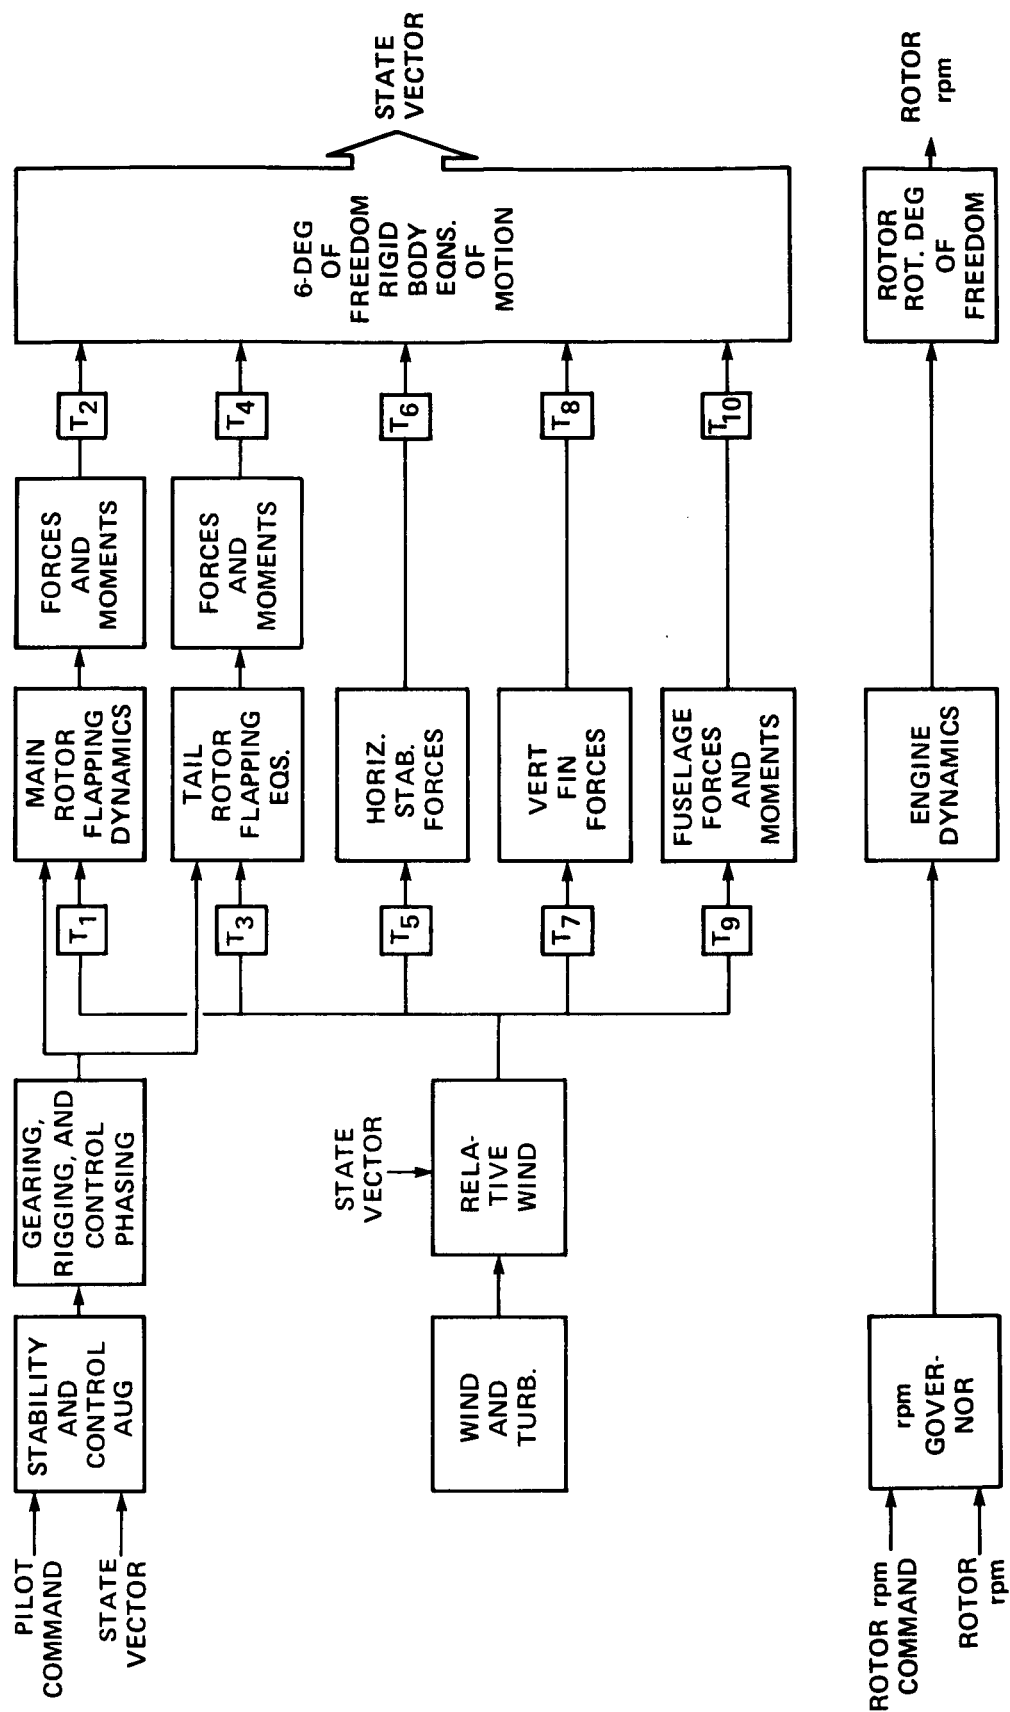 PILOT
COMMAND
STATE
VECTOR
STABILITY
AND
CONTROL
AUG
GEARING,
RIGGING, AND
CONTROL
PHASING
T1
MAIN
ROTOR
FLAPPING
DYNAMICS
FORCES
AND
MOMENTS
T2
T3
TAIL
ROTOR
FLAPPING
EQS.
FORCES
AND
MOMENTS
T4
WIND
AND
TURB.
STATE
VECTOR
RELA-
TIVE
WIND
T5
HORIZ.
STAB.
FORCES
T6
T7
VERT
FIN
FORCES
T8
T9
FUSELAGE
FORCES
AND
MOMENTS
T10
6-DEG
OF
FREEDOM
RIGID
BODY
EQNS.
OF
MOTION
STATE
VECTOR
ROTOR rpm
COMMAND
ROTOR
rpm
rpm
GOVER-
NOR
ENGINE
DYNAMICS
ROTOR
ROT. DEG
OF
FREEDOM
ROTOR
rpm